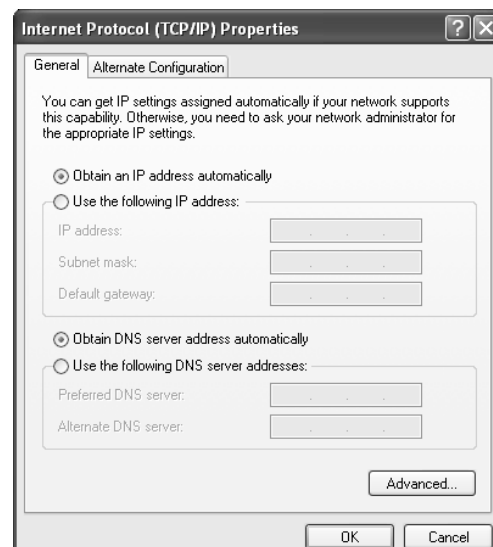 Internet Protocol (TCP/IP) Properties
General
Alternate Configuration
You can get IP settings assigned automatically if your network supports
this capability. Otherwise, you need to ask your network administrator for
the appropriate IP settings.
Obtain an IP address automatically
Use the following IP address:
IP address:
Subnet mask:
Default gateway:
Obtain DNS server address automatically
Use the following DNS server addresses:
Preferred DNS server:
Alternate DNS server:
Advanced...
OK
Cancel